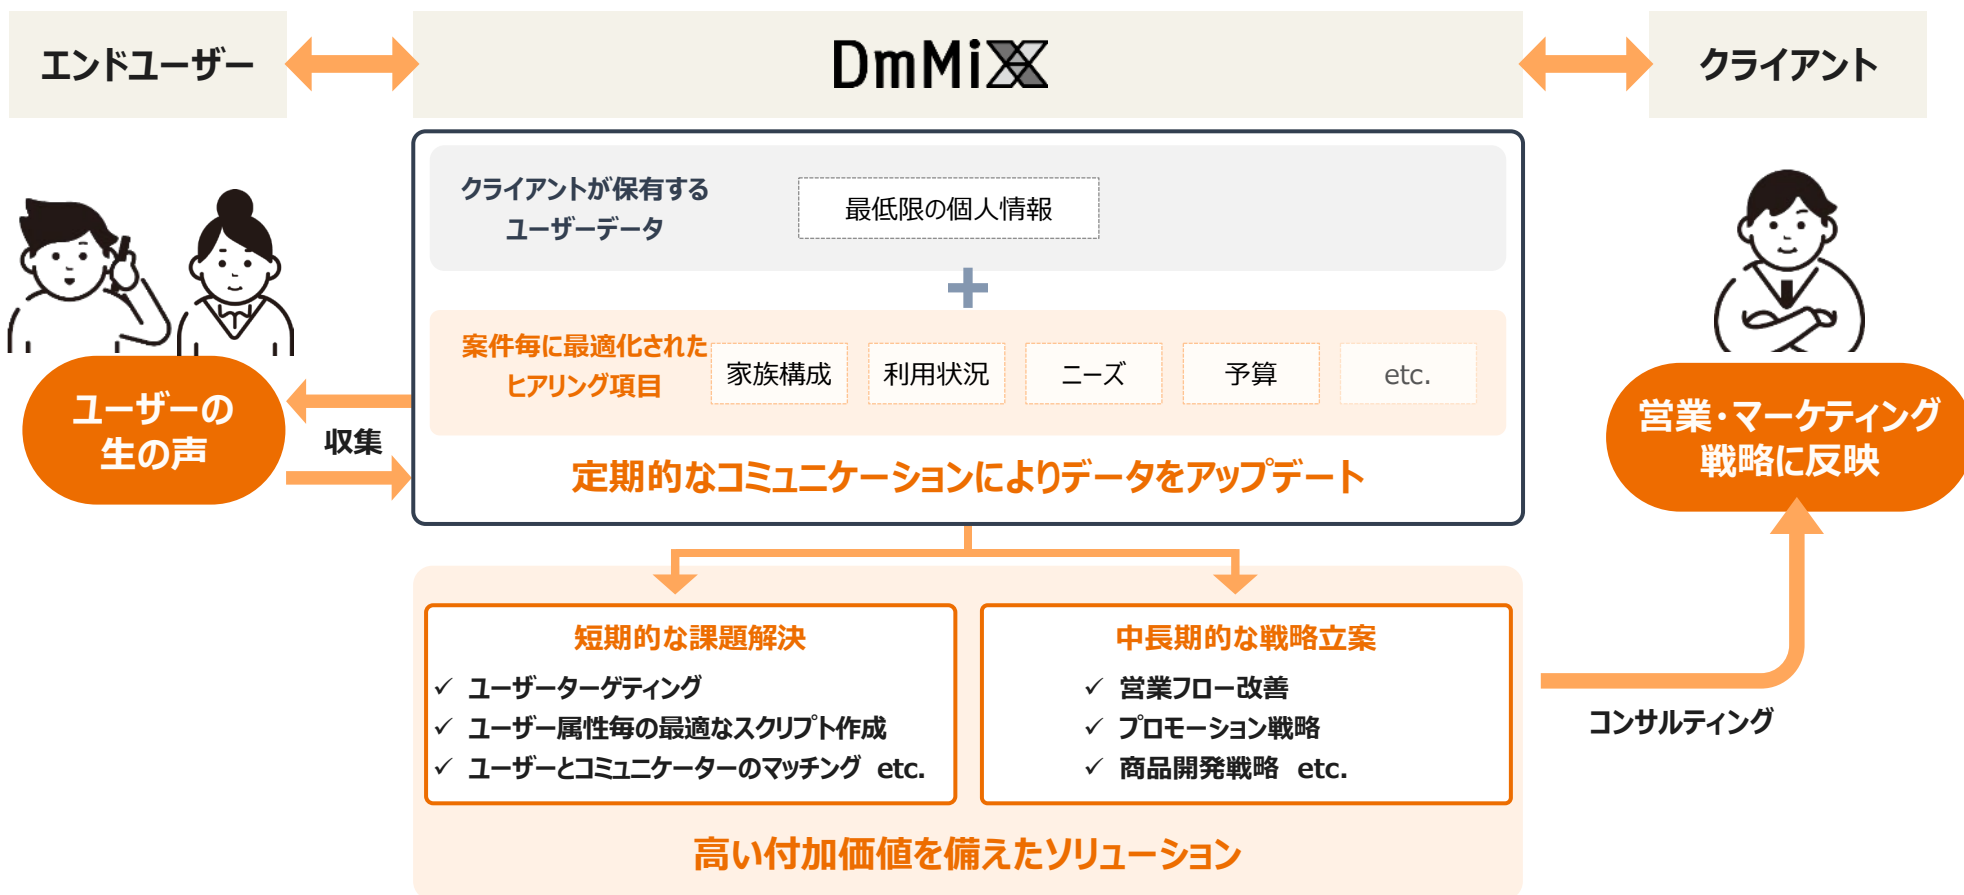 エンドユーザー
DmMiX
クライアント
クライアントが保有する
ユーザーデータ
最低限の個人情報
案件毎に最適化された
ヒアリング項目
家族構成
利用状況
ニーズ
予算
etc.
定期的なコミュニケーションによりデータをアップデート
ユーザーの
生の声
収集
営業・マーケティング
戦略に反映
短期的な課題解決
✓ ユーザーターゲティング
✓ ユーザー属性毎の最適なスクリプト作成
✓ ユーザーとコミュニケーターのマッチング etc.
中長期的な戦略立案
✓ 営業フロー改善
✓ プロモーション戦略
✓ 商品開発戦略 etc.
コンサルティング
高い付加価値を備えたソリューション